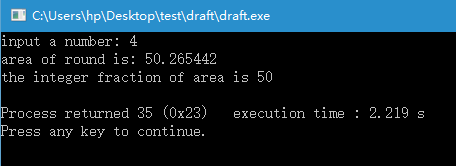 C:\Users\hp\Desktop\test\draft\draft.exe
input a number: 4
area of round is: 50.265442
the integer fraction of area is 50
Process returned 35 (0x23)   execution time : 2.219 s
Press any key to continue.